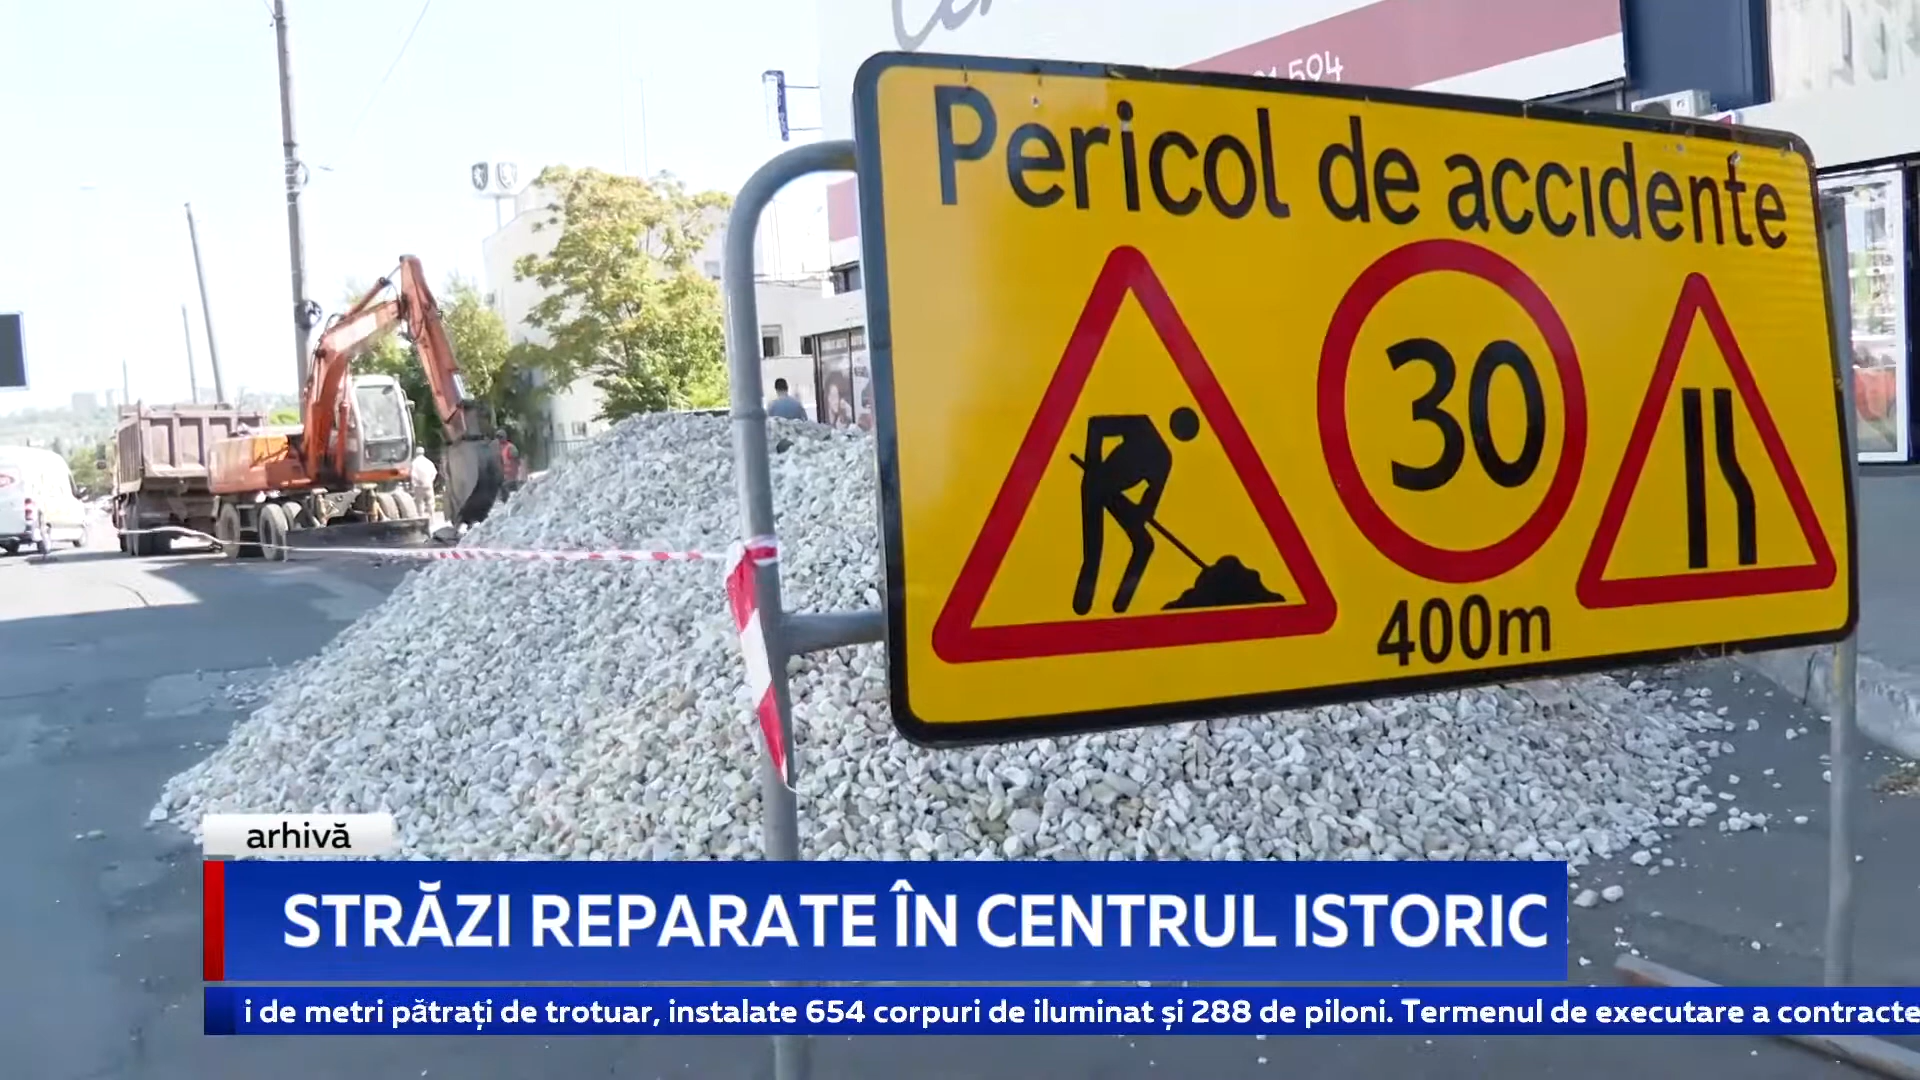 504
Pericol de accidente
30
400m
arhivă
STRĂZI REPARATE ÎN CENTRUL ISTORIC
i de metri pătrați de trotuar, instalate 654 corpuri de iluminat și 288 de piloni. Termenul de executare a contracte